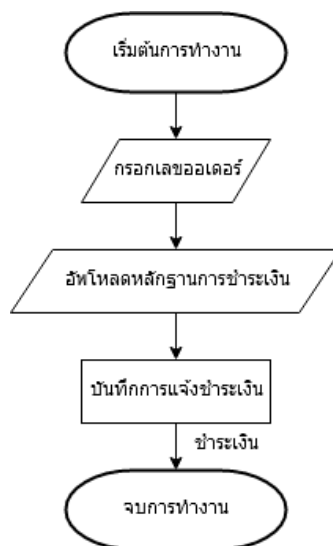 เริ่มต้นการทำงาน
กรอกเลขออเดอร์
อัพโหลดหลักฐานการชำระเงิน
บันทึกการแจ้งชำระเงิน
ชำระเงิน
จบการทำงาน